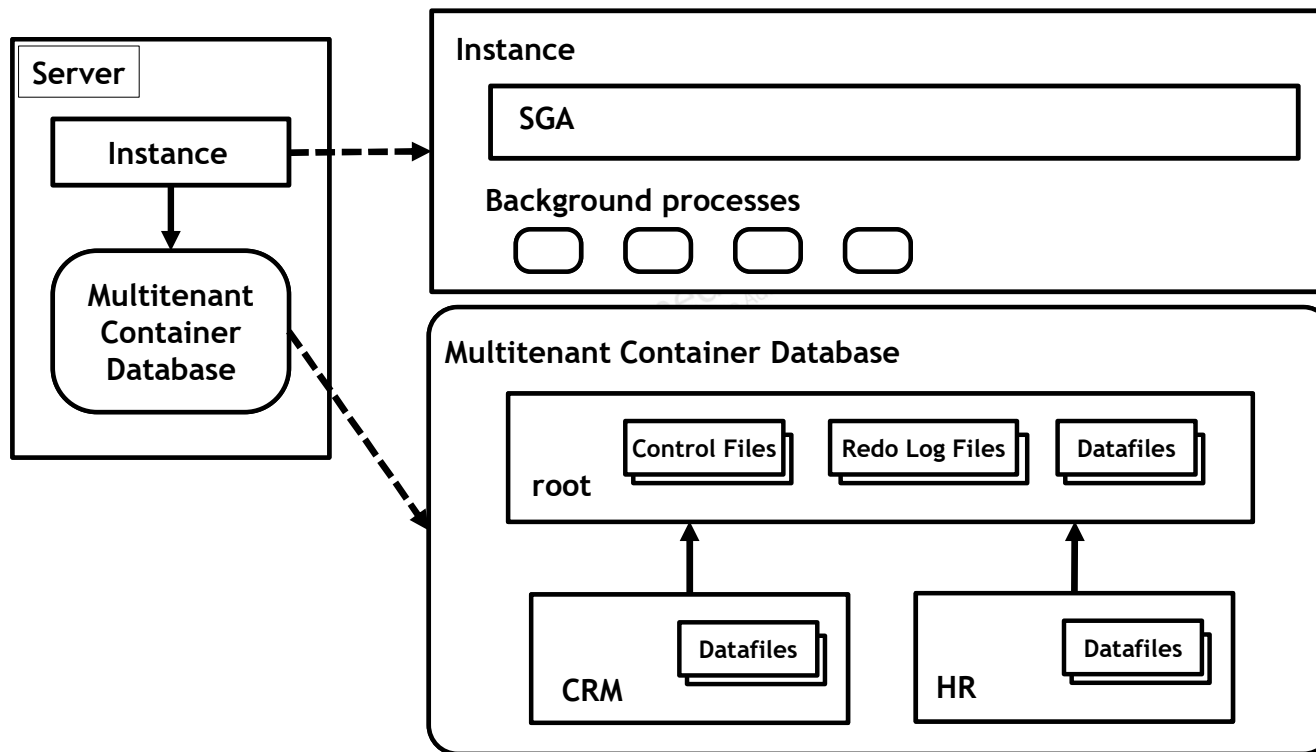 Server
Instance
Multitenant
Container
Database
Instance
SGA
Background processes
Multitenant Container Database
root
Control Files
Redo Log Files
Datafiles
CRM
Datafiles
HR
Datafiles